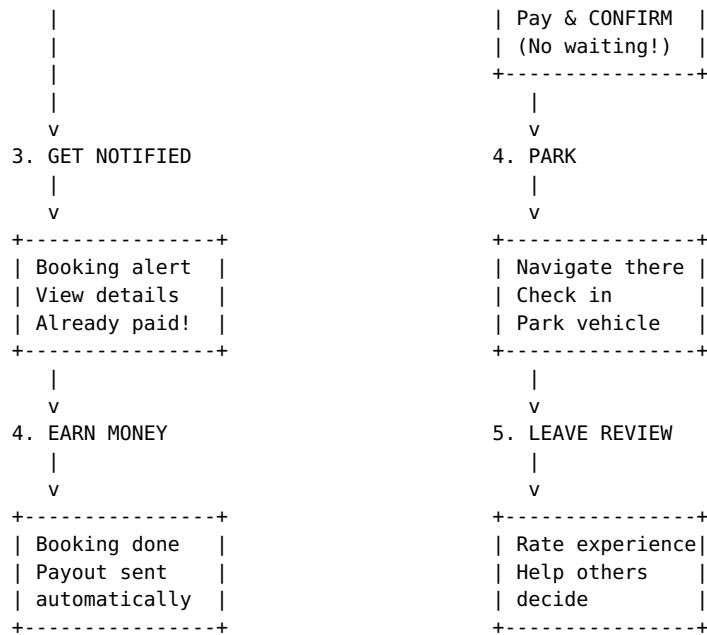 |                                    | Pay & CONFIRM  |
   |                                    | (No waiting!)  |
   |                                    +----------------+
   |                                       |
   v                                       v
3. GET NOTIFIED                         4. PARK
   |                                       |
   v                                       v
+----------------+                      +----------------+
| Booking alert  |                      | Navigate there |
| View details   |                      | Check in       |
| Already paid!  |                      | Park vehicle   |
+----------------+                      +----------------+
   |                                       |
   v                                       v
4. EARN MONEY                           5. LEAVE REVIEW
   |                                       |
   v                                       v
+----------------+                      +----------------+
| Booking done   |                      | Rate experience|
| Payout sent    |                      | Help others    |
| automatically  |                      | decide         |
+----------------+                      +----------------+